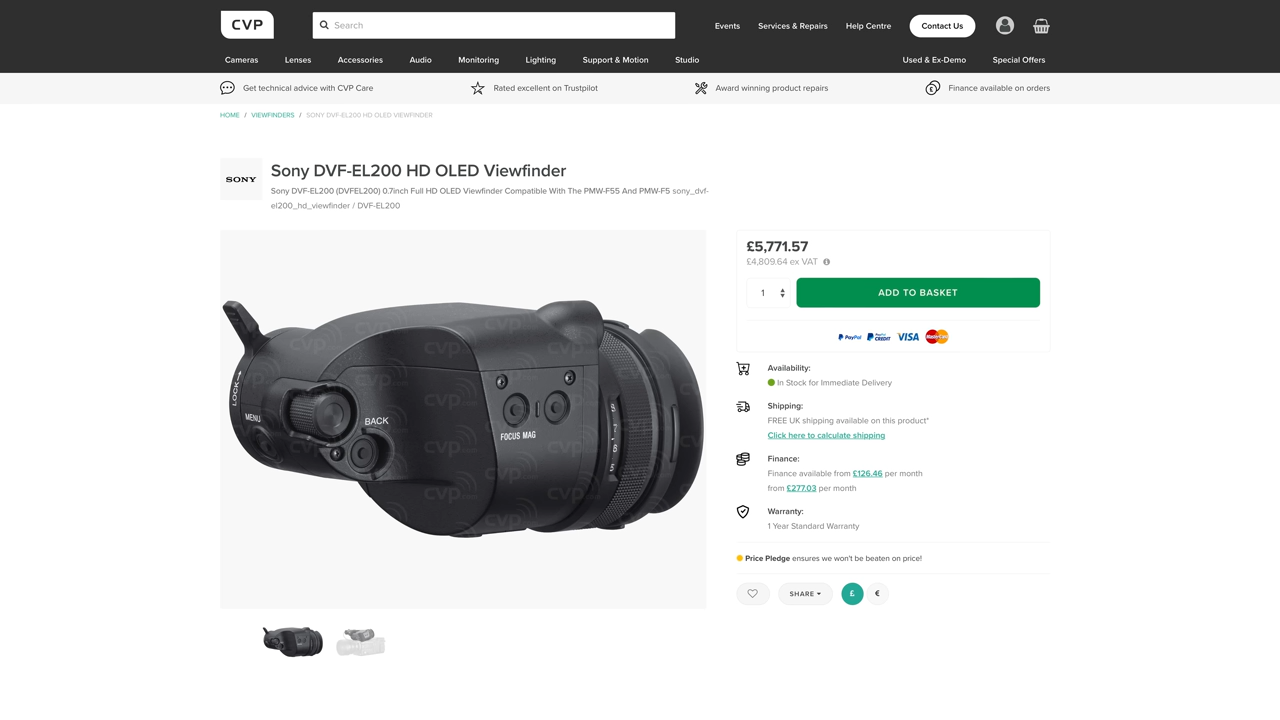 CVP
Search
Events
Services & Repairs
Help Centre
Contact Us
Cameras
Lenses
Accessories
Audio
Monitoring
Lighting
Support & Motion
Studio
Used & Ex-Demo
Special Offers
Get technical advice with CVP Care
Rated excellent on Trustpilot
Award winning product repairs
£
Finance available on orders
HOME / VIEWFINDERS / SONY DVF-EL200 HD OLED VIEWFINDER
SONY
Sony DVF-EL200 HD OLED Viewfinder
Sony DVF-EL200 (DVFEL200) 0.7inch Full HD OLED Viewfinder Compatible With The PMW-F55 And PMW-F5 sony_dvf-
el200_hd_viewfinder / DVF-EL200
LOCK
MENU
BACK
FOCUS MAG
cvp.com
£5,771.57
£4,809.64 ex VAT
1
ADD TO BASKET
PayPal
PayPal CREDIT
VISA
MasterCard
Availability:
In Stock for Immediate Delivery
Shipping:
FREE UK shipping available on this product*
Click here to calculate shipping
Finance:
Finance available from £126.46 per month
from £277.03 per month
Warranty:
1 Year Standard Warranty
Price Pledge ensures we won't be beaten on price!
SHARE
£
€